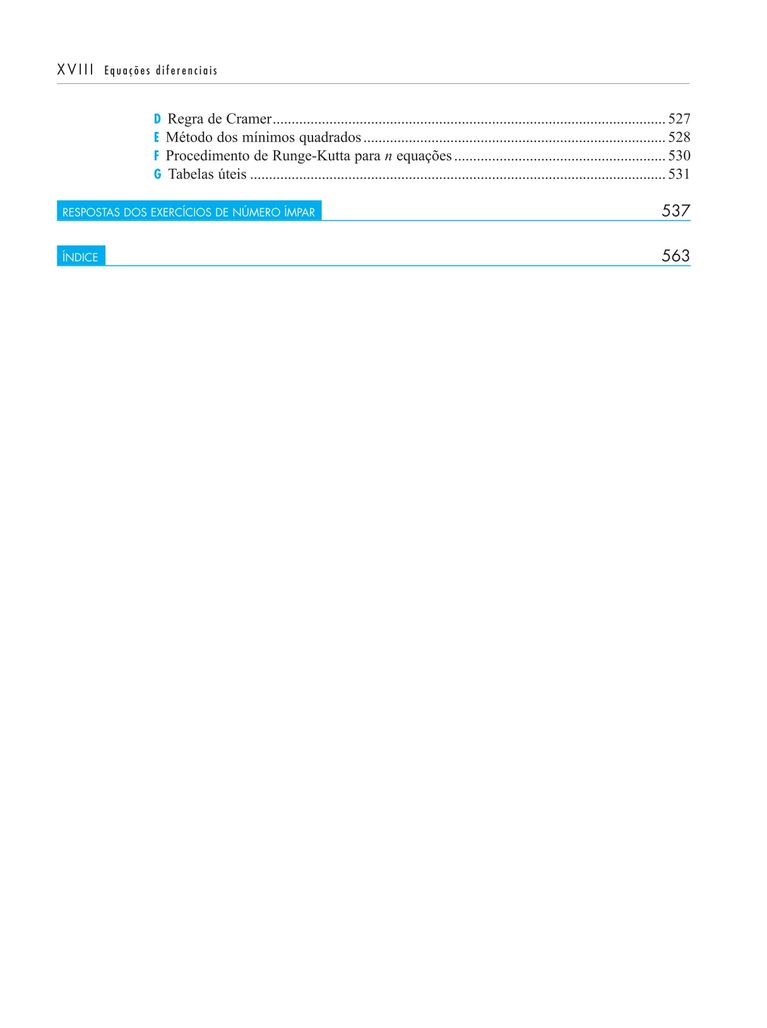 XVIII Equações diferenciais
D Regra de Cramer........................................................................................................ 527
E Método dos mínimos quadrados ................................................................................ 528
F Procedimento de Runge-Kutta para n equações ........................................................ 530
G Tabelas úteis .............................................................................................................. 531
RESPOSTAS DOS EXERCÍCIOS DE NÚMERO ÍMPAR 537
ÍNDICE 563